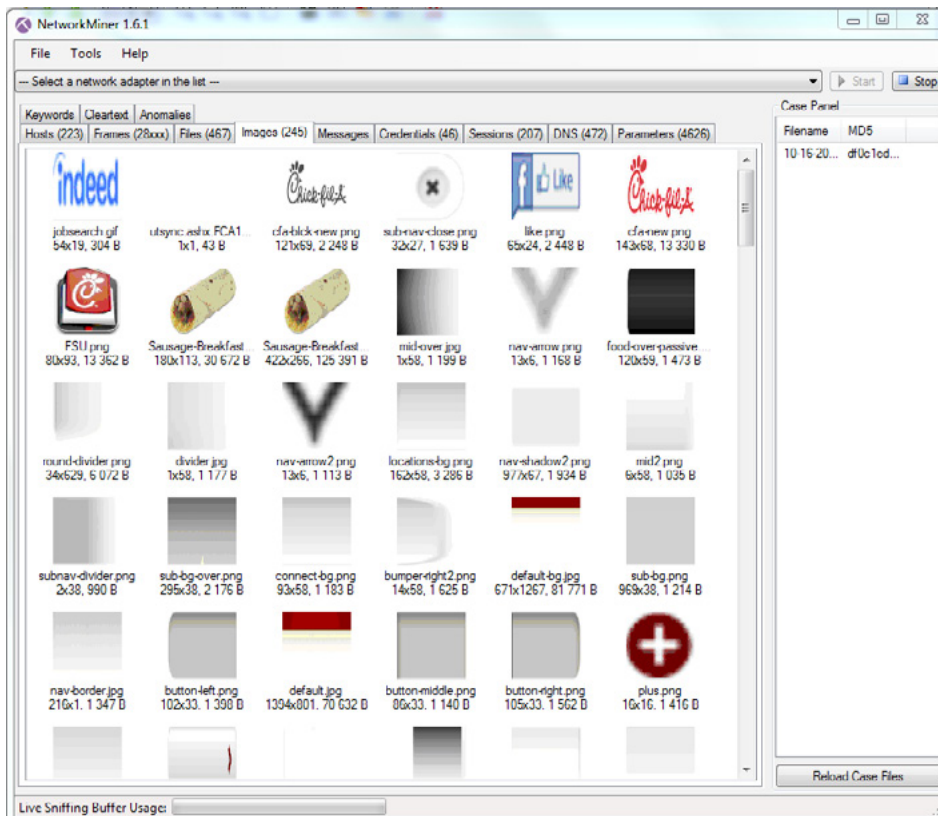 NetworkMiner 1.6.1
File Tools Help
--- Select a network adapter in the list ---
Start
Stop
Keywords Cleartext Anomalies
Hosts (223) Frames (28xxx) Files (467) Images (245) Messages Credentials (46) Sessions (207) DNS (472) Parameters (4626)
Case Panel
Filename MD5
10-16-20... df0c1cd...
indeed
Chick-fil-A
f Like
Chick-fil-A
jobsearch.gif utsync.ashx.FCA1... cfa-blck-new.png sub-nav-close.png like.png cfa-new.png
54x19, 304 B 1x1, 43 B 121x69, 2 248 B 32x27, 1 639 B 65x24, 2 448 B 143x68, 13 330 B
FSU.png Sausage-Breakfast... Sausage-Breakfast... mid-over.jpg nav-arrow.png food-over-passive....
80x93, 13 362 B 180x113, 30 672 B 422x266, 125 391 B 1x58, 1 199 B 13x6, 1 168 B 120x59, 1 473 B
round-divider.png divider.jpg nav-arrow2.png locations-bg.png nav-shadow2.png mid2.png
34x629, 6 072 B 1x58, 1 177 B 13x6, 1 113 B 162x58, 3 286 B 977x67, 1 934 B 6x58, 1 035 B
subnav-divider.png sub-bg-over.png connect-bg.png bumper-right2.png default-bg.jpg sub-bg.png
2x38, 990 B 295x38, 2 176 B 93x58, 1 183 B 14x58, 1 625 B 671x1267, 81 771 B 969x38, 1 214 B
nav-border.jpg button-left.png default.jpg button-middle.png button-right.png plus.png
216x1, 1 347 B 102x33, 1 398 B 1394x801, 70 632 B 86x33, 1 140 B 105x33, 1 562 B 16x16, 1 416 B
Reload Case Files
Live Sniffing Buffer Usage: